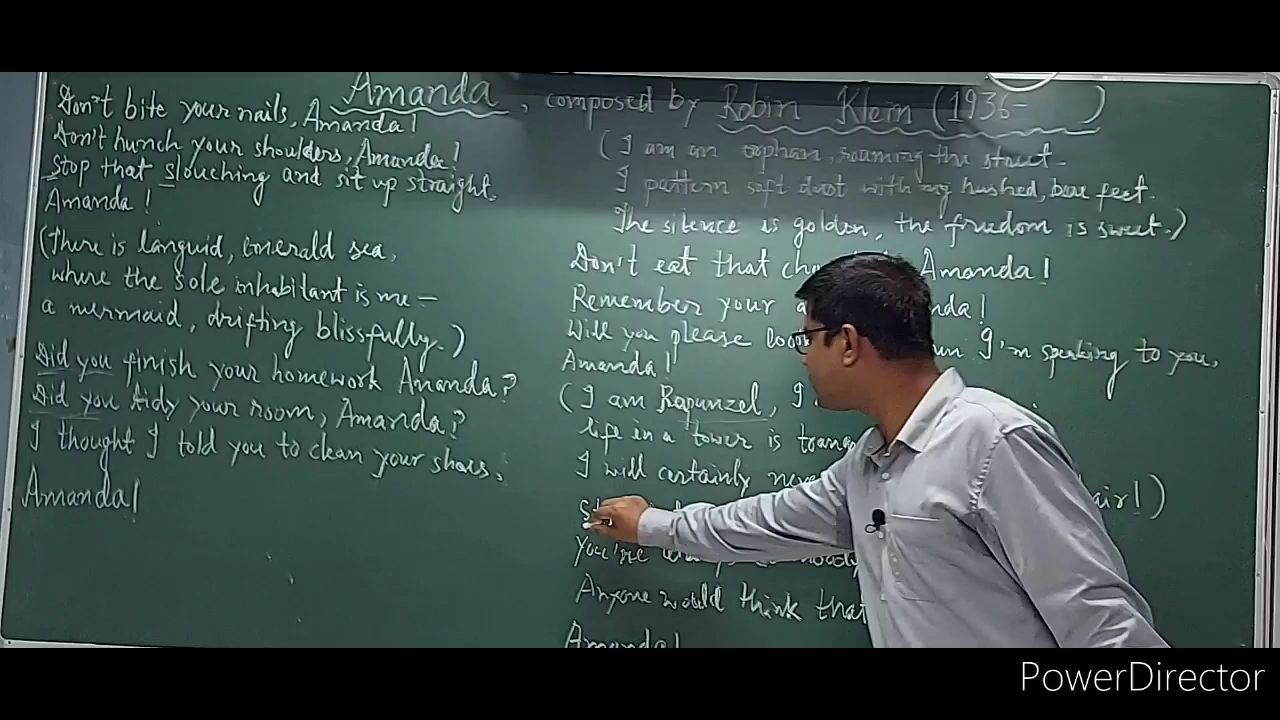 Amanda, composed by Robin Klein (1936- )
Don't bite your nails, Amanda!
Don't hunch your shoulders, Amanda!
Stop that slouching and sit up straight
Amanda!
(There is languid, emerald sea,
where the sole inhabitant is me—
a mermaid, drifting blissfully.)
Did you finish your homework Amanda?
Did you tidy your room, Amanda?
I thought I told you to clean your shoes,
Amanda!
(I am an orphan, roaming the street.
I pattern soft dust with my hushed, bare feet.
The silence is golden, the freedom is sweet.)
Don't eat that Amanda!
Remember your
Will you please I'm speaking to you,
Amanda!
(I am Rapunzel, I
life in a tower is
I will certainly
You're
Anyone would think that
Amanda!
PowerDirector